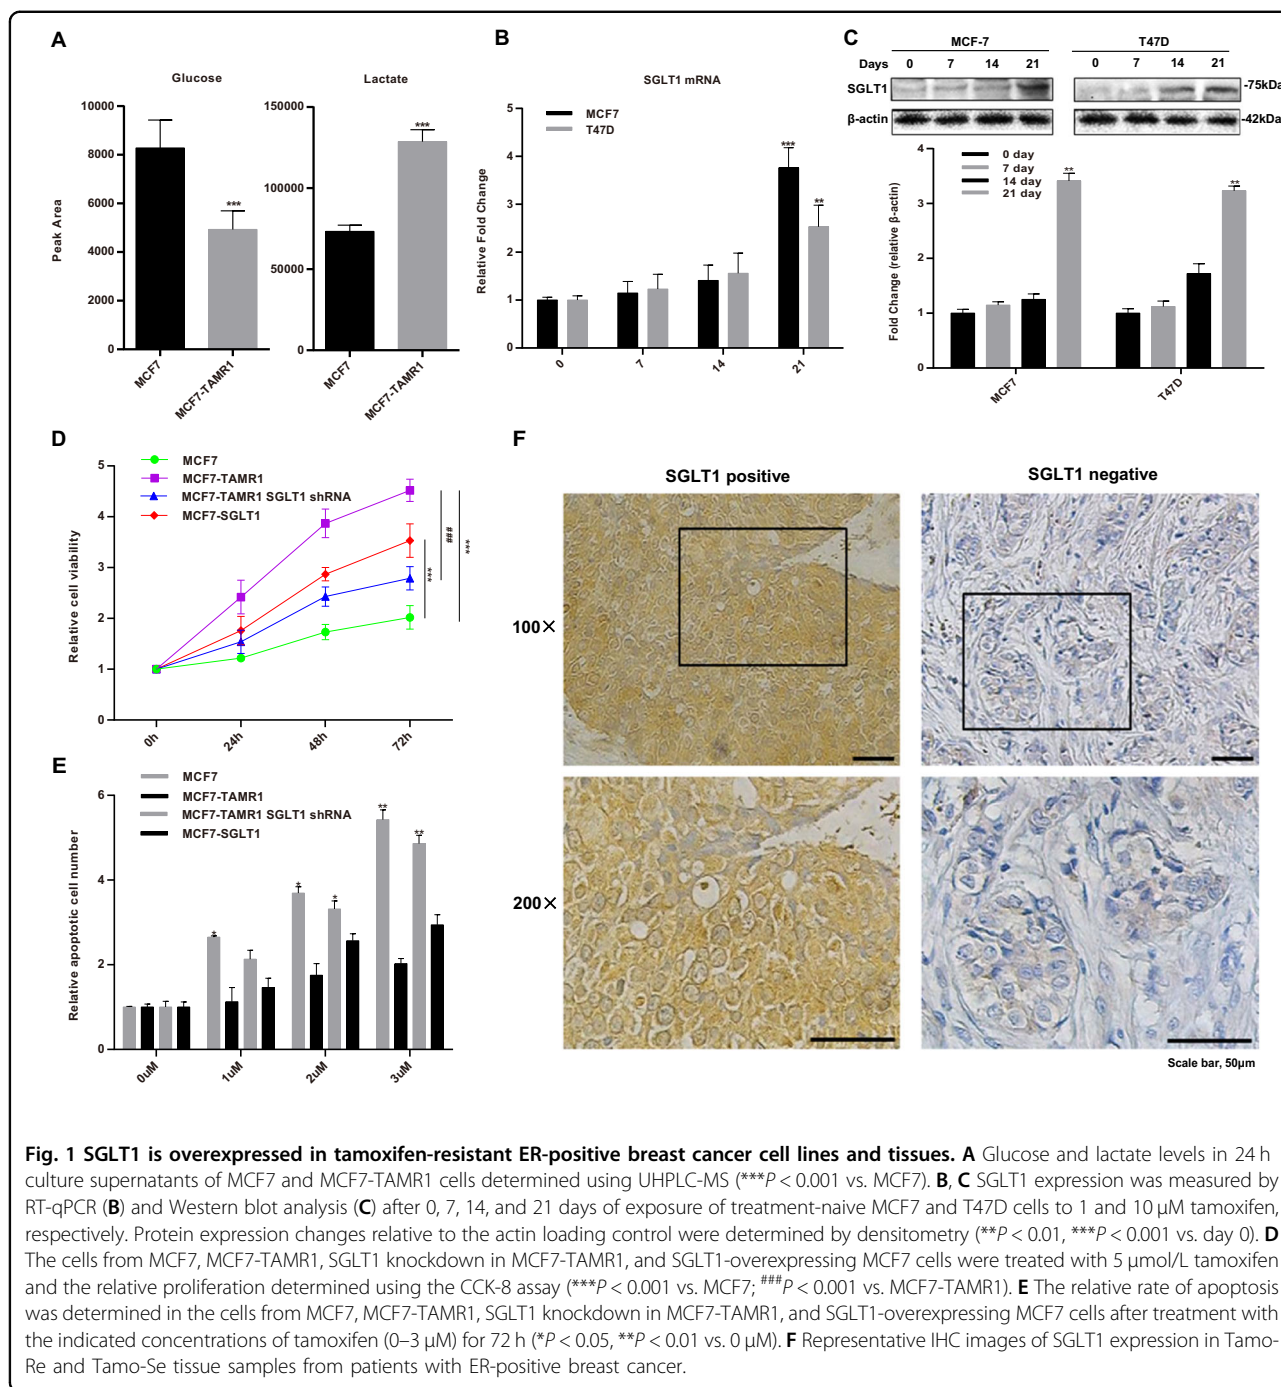 A
Glucose
Lactate
Peak Area
10000
8000
6000
4000
2000
0
***
MCF7
MCF7-TAMR1
150000
100000
50000
0
***
MCF7
MCF7-TAMR1
B
SGLT1 mRNA
MCF7
T47D
Relative Fold Change
5
4
3
2
1
0
***
**
0
7
14
21
C
MCF-7
T47D
Days
0
7
14
21
0
7
14
21
SGLT1
-75kDa
β-actin
-42kDa
0 day
7 day
14 day
21 day
Fold Change (relative β-actin)
4
3
2
1
0
**
**
MCF7
T47D
D
MCF7
MCF7-TAMR1
MCF7-TAMR1 SGLT1 shRNA
MCF7-SGLT1
Relative cell viability
5
4
3
2
1
0
***
###
***
0h
24h
48h
72h
E
MCF7
MCF7-TAMR1
MCF7-TAMR1 SGLT1 shRNA
MCF7-SGLT1
Relative apoptotic cell number
6
4
2
0
*
*
*
**
**
0uM
1uM
2uM
3uM
F
SGLT1 positive
SGLT1 negative
100×
200×
Scale bar, 50μm
Fig. 1 SGLT1 is overexpressed in tamoxifen-resistant ER-positive breast cancer cell lines and tissues. A Glucose and lactate levels in 24 h
culture supernatants of MCF7 and MCF7-TAMR1 cells determined using UHPLC-MS (***P < 0.001 vs. MCF7). B, C SGLT1 expression was measured by
RT-qPCR (B) and Western blot analysis (C) after 0, 7, 14, and 21 days of exposure of treatment-naive MCF7 and T47D cells to 1 and 10 μM tamoxifen,
respectively. Protein expression changes relative to the actin loading control were determined by densitometry (**P < 0.01, ***P < 0.001 vs. day 0). D
The cells from MCF7, MCF7-TAMR1, SGLT1 knockdown in MCF7-TAMR1, and SGLT1-overexpressing MCF7 cells were treated with 5 μmol/L tamoxifen
and the relative proliferation determined using the CCK-8 assay (***P < 0.001 vs. MCF7; ###P < 0.001 vs. MCF7-TAMR1). E The relative rate of apoptosis
was determined in the cells from MCF7, MCF7-TAMR1, SGLT1 knockdown in MCF7-TAMR1, and SGLT1-overexpressing MCF7 cells after treatment with
the indicated concentrations of tamoxifen (0–3 μM) for 72 h (*P < 0.05, **P < 0.01 vs. 0 μM). F Representative IHC images of SGLT1 expression in Tamo-
Re and Tamo-Se tissue samples from patients with ER-positive breast cancer.